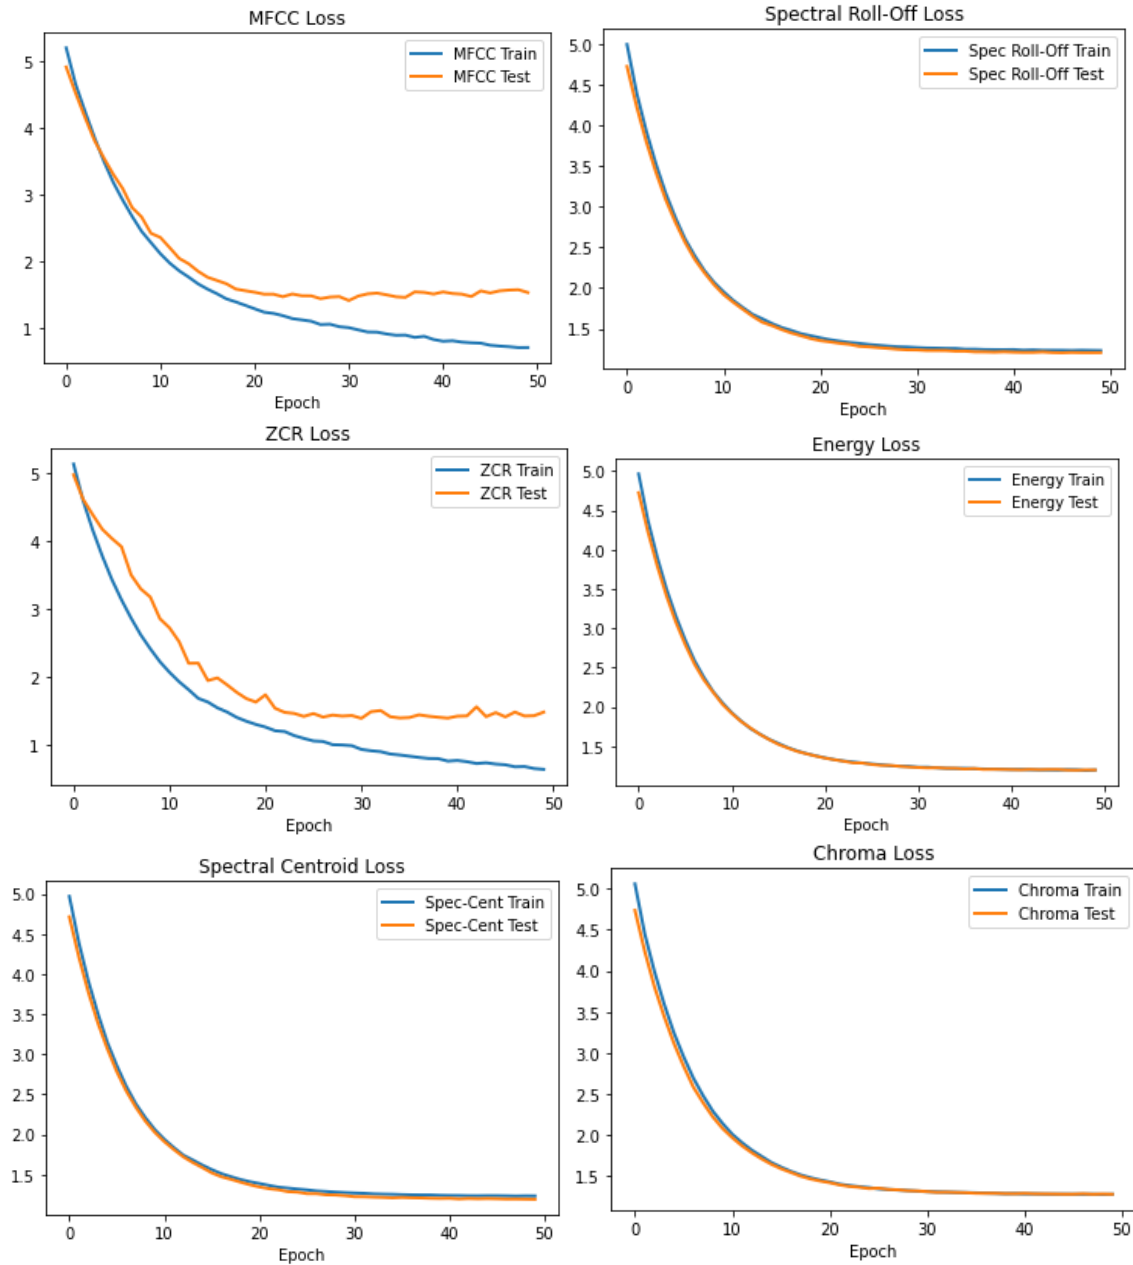 MFCC Loss
MFCC Train
MFCC Test
5
4
3
2
1
0 10 20 30 40 50
Epoch
Spectral Roll-Off Loss
Spec Roll-Off Train
Spec Roll-Off Test
5.0
4.5
4.0
3.5
3.0
2.5
2.0
1.5
0 10 20 30 40 50
Epoch
ZCR Loss
ZCR Train
ZCR Test
5
4
3
2
1
0 10 20 30 40 50
Epoch
Energy Loss
Energy Train
Energy Test
5.0
4.5
4.0
3.5
3.0
2.5
2.0
1.5
0 10 20 30 40 50
Epoch
Spectral Centroid Loss
Spec-Cent Train
Spec-Cent Test
5.0
4.5
4.0
3.5
3.0
2.5
2.0
1.5
0 10 20 30 40 50
Epoch
Chroma Loss
Chroma Train
Chroma Test
5.0
4.5
4.0
3.5
3.0
2.5
2.0
1.5
0 10 20 30 40 50
Epoch